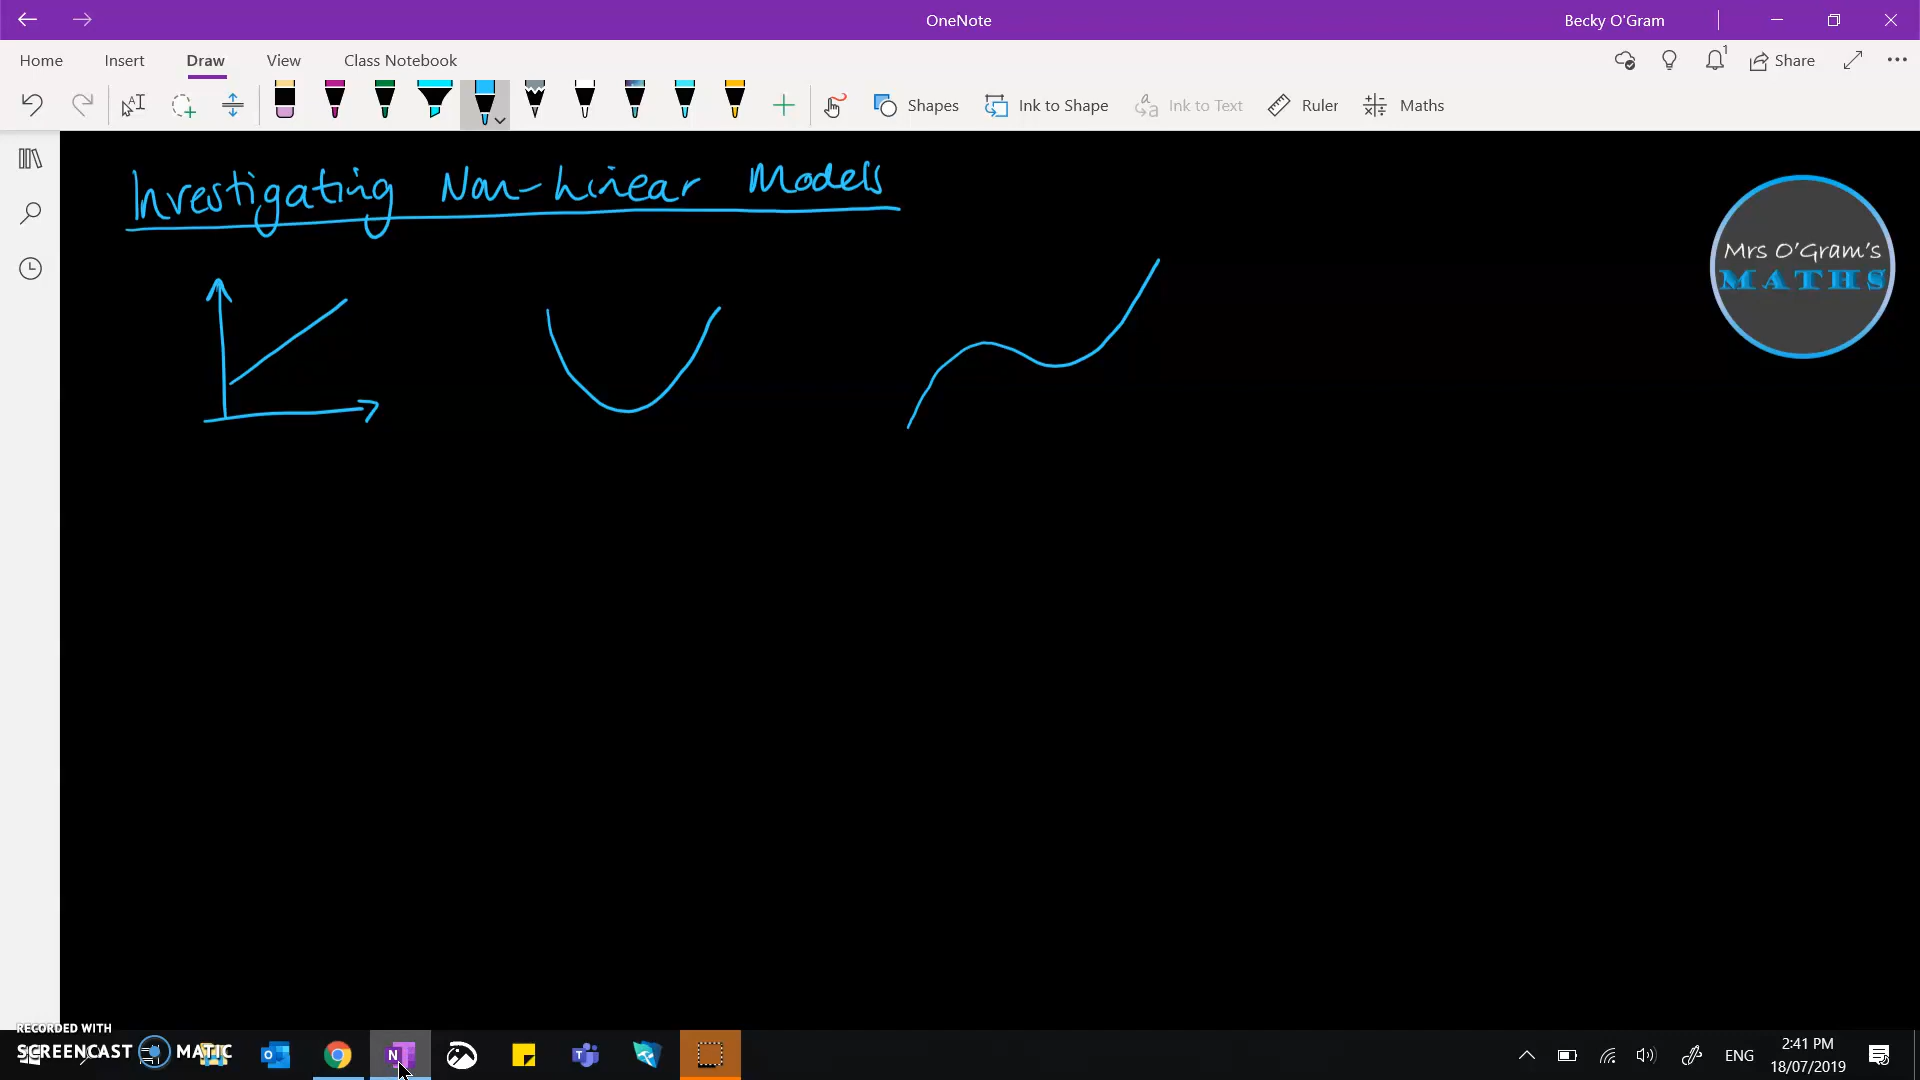 OneNote
Becky O'Gram
Home Insert Draw View Class Notebook
1
Share
Shapes
Ink to Shape
Ink to Text
Ruler
Maths
Investigating Non-Linear Models
Mrs O'Gram's
MATHS
RECORDED WITH
SCREENCAST MATIC
ENG
2:41 PM
18/07/2019